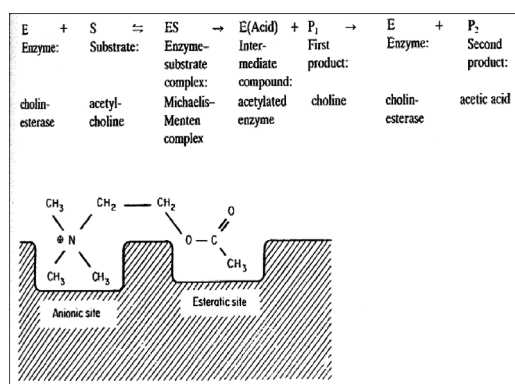 E + S ⇋ ES → E(Acid) + P₁ → E + P₂
Enzyme: Substrate: Enzyme– Inter- First Enzyme: Second
substrate mediate product: product:
complex: compound:
cholin- acetyl- Michaelis– acetylated choline cholin- acetic acid
esterase choline Menten enzyme esterase
complex
CH₃ CH₂ — CH₂ O
⊕ N O — C
CH₃ CH₃ CH₃
Anionic site Esteratic site